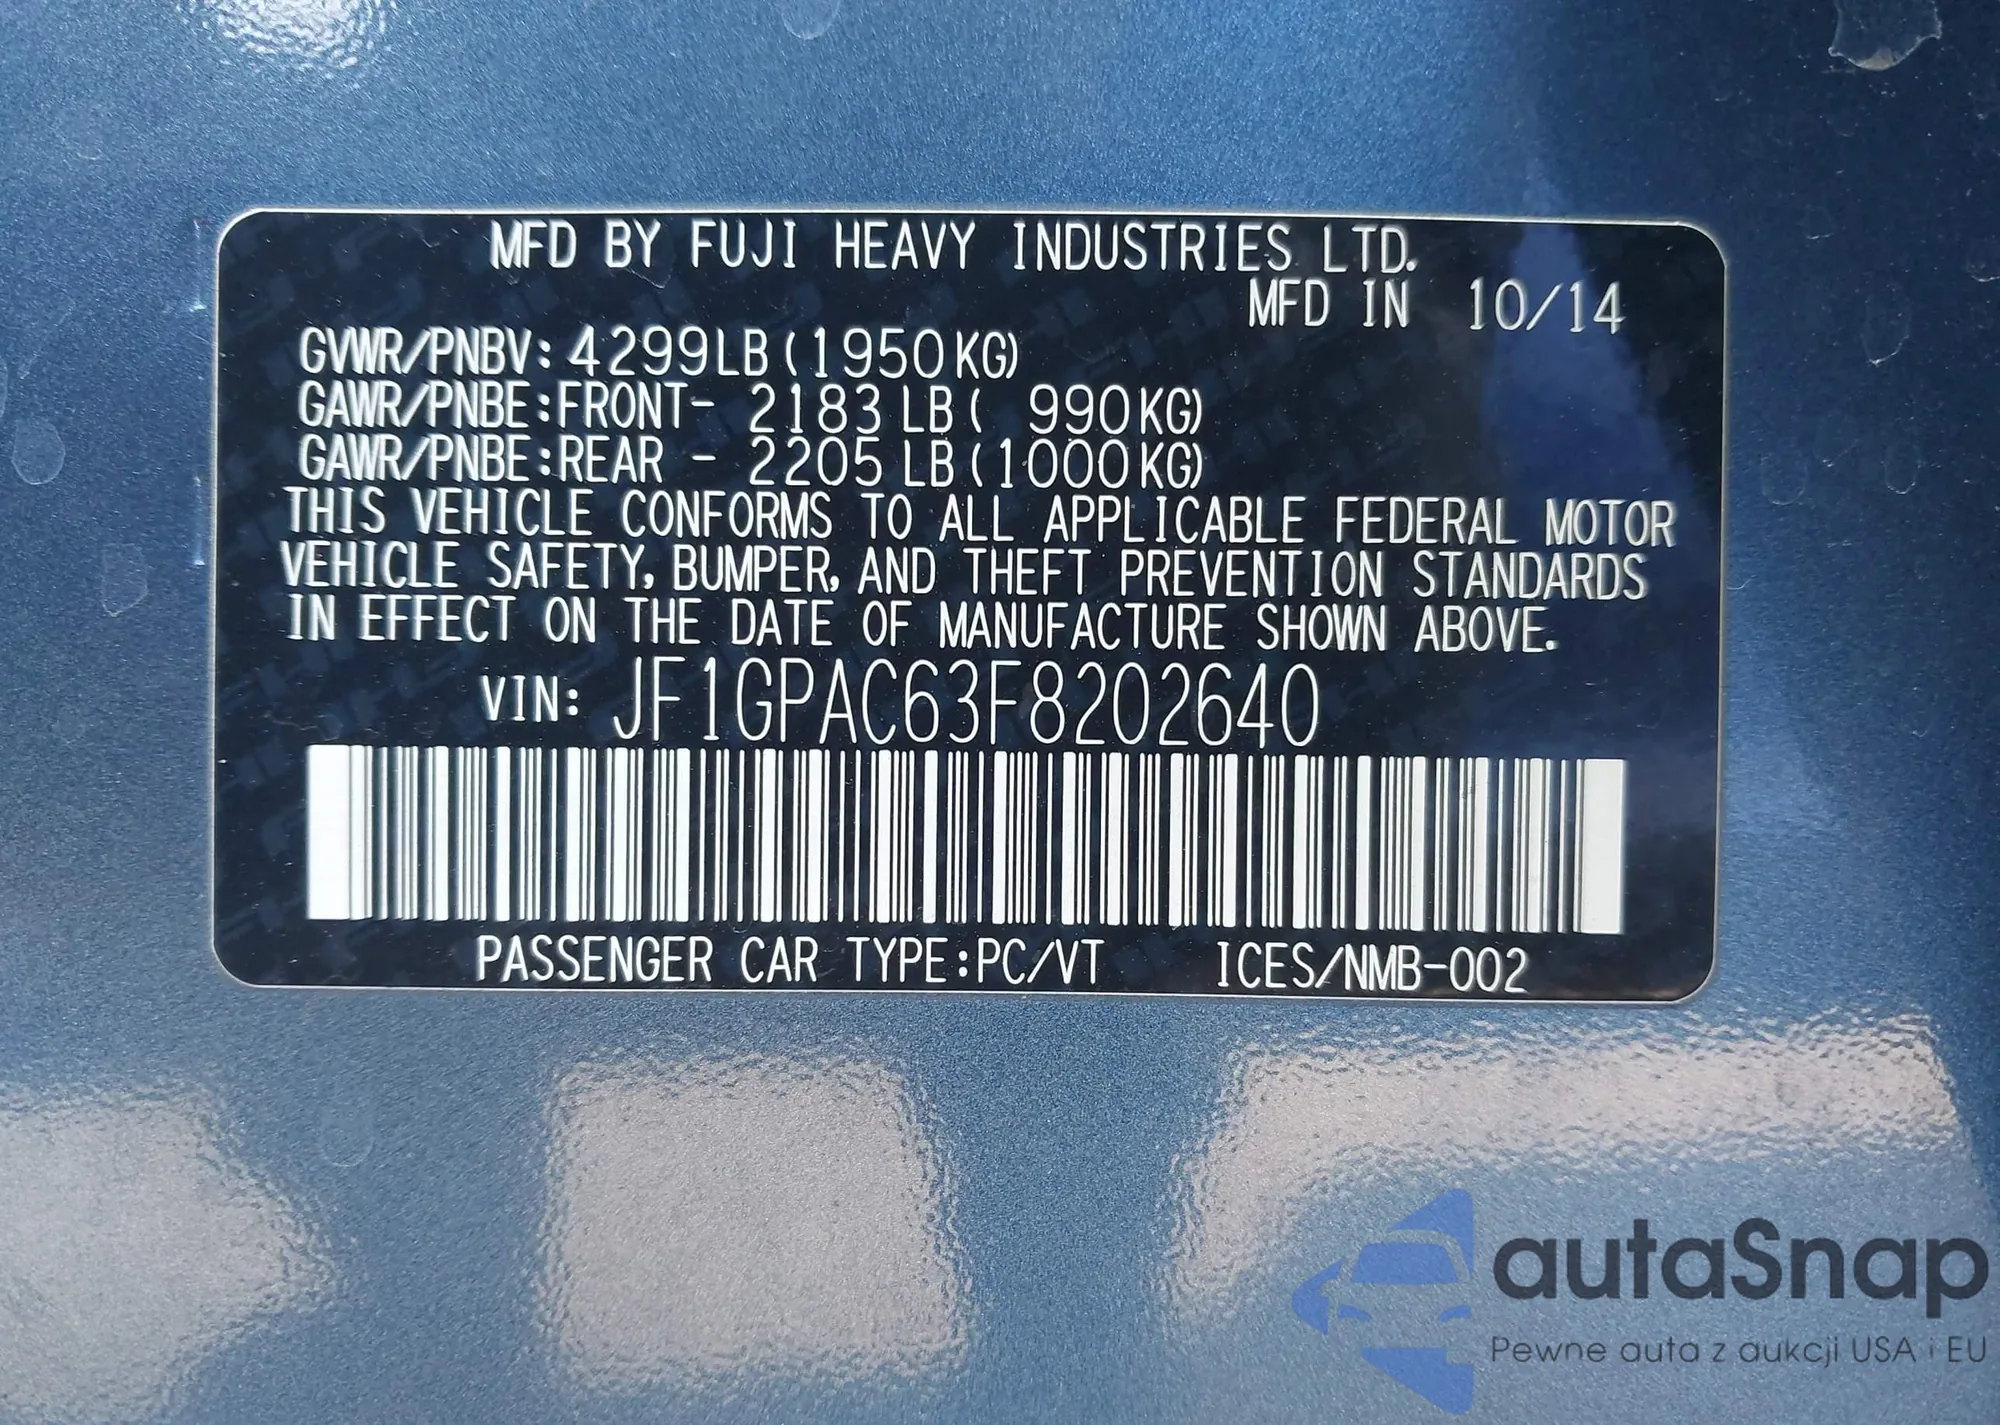 MFD BY FUJI HEAVY INDUSTRIES LTD.
MFD IN 10/14
GVWR/PNBV: 4299LB (1950KG)
GAWR/PNBE:FRONT- 2183 LB ( 990KG)
GAWR/PNBE:REAR - 2205 LB (1000KG)
THIS VEHICLE CONFORMS TO ALL APPLICABLE FEDERAL MOTOR
VEHICLE SAFETY, BUMPER, AND THEFT PREVENTION STANDARDS
IN EFFECT ON THE DATE OF MANUFACTURE SHOWN ABOVE.
VIN: JF1GPAC63F8202640
PASSENGER CAR TYPE:PC/VT ICES/NMB-002
autaSnap
Pewne auta z aukcji USA i EU